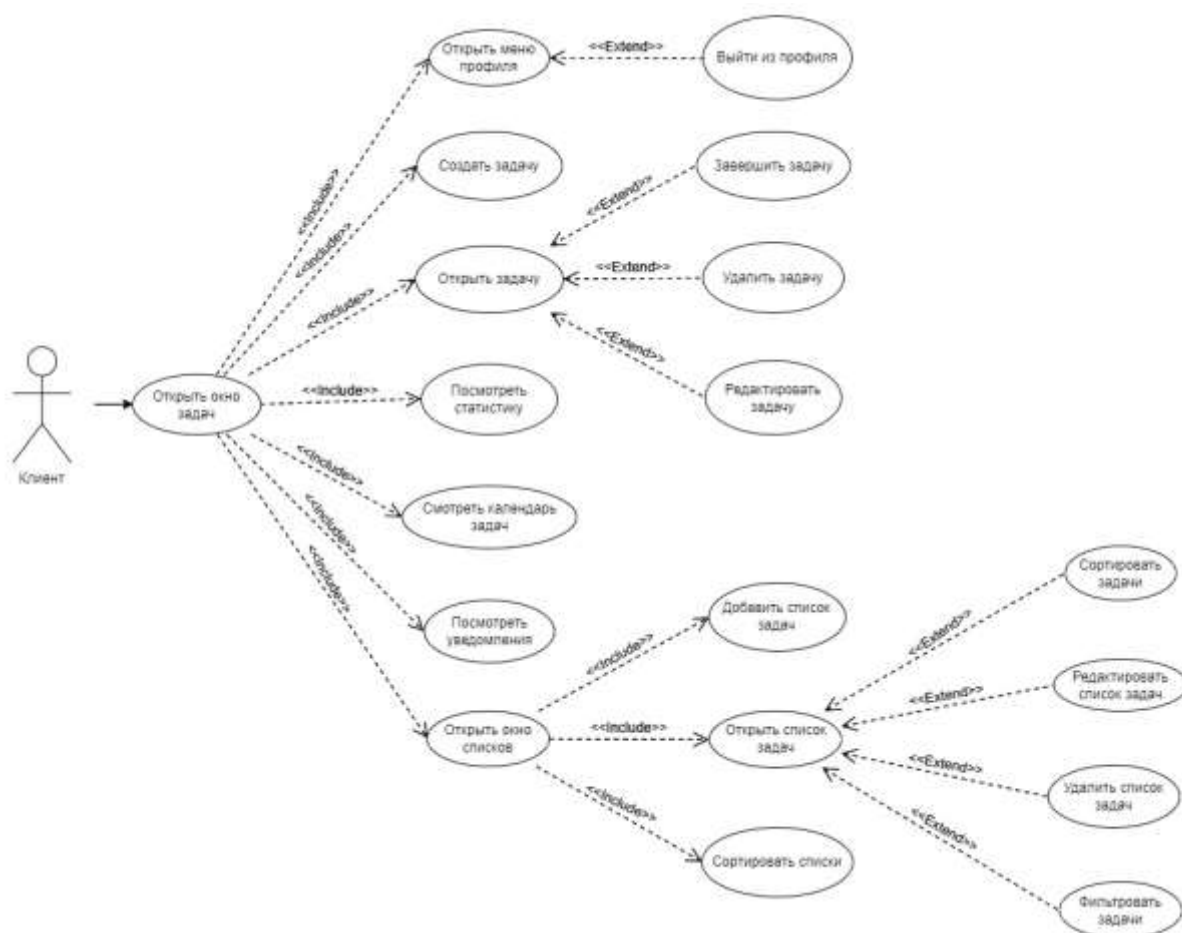 Открыть меню
профиля
<<Extend>>
Выйти из профиля
<<Include>>
Создать задачу
<<Include>>
Завершить задачу
<<Extend>>
Открыть задачу
<<Include>>
<<Extend>>
Удалить задачу
<<Extend>>
Редактировать
задачу
Клиент
Открыть окно
задач
<<Include>>
Посмотреть
статистику
<<Include>>
Смотреть календарь
задач
<<Include>>
Посмотреть
уведомления
<<Include>>
Открыть окно
списков
<<Include>>
Добавить список
задач
<<Include>>
Открыть список
задач
<<Include>>
Сортировать списки
<<Extend>>
Сортировать
задачи
<<Extend>>
Редактировать
список задач
<<Extend>>
Удалить список
задач
<<Extend>>
Фильтровать
задачи